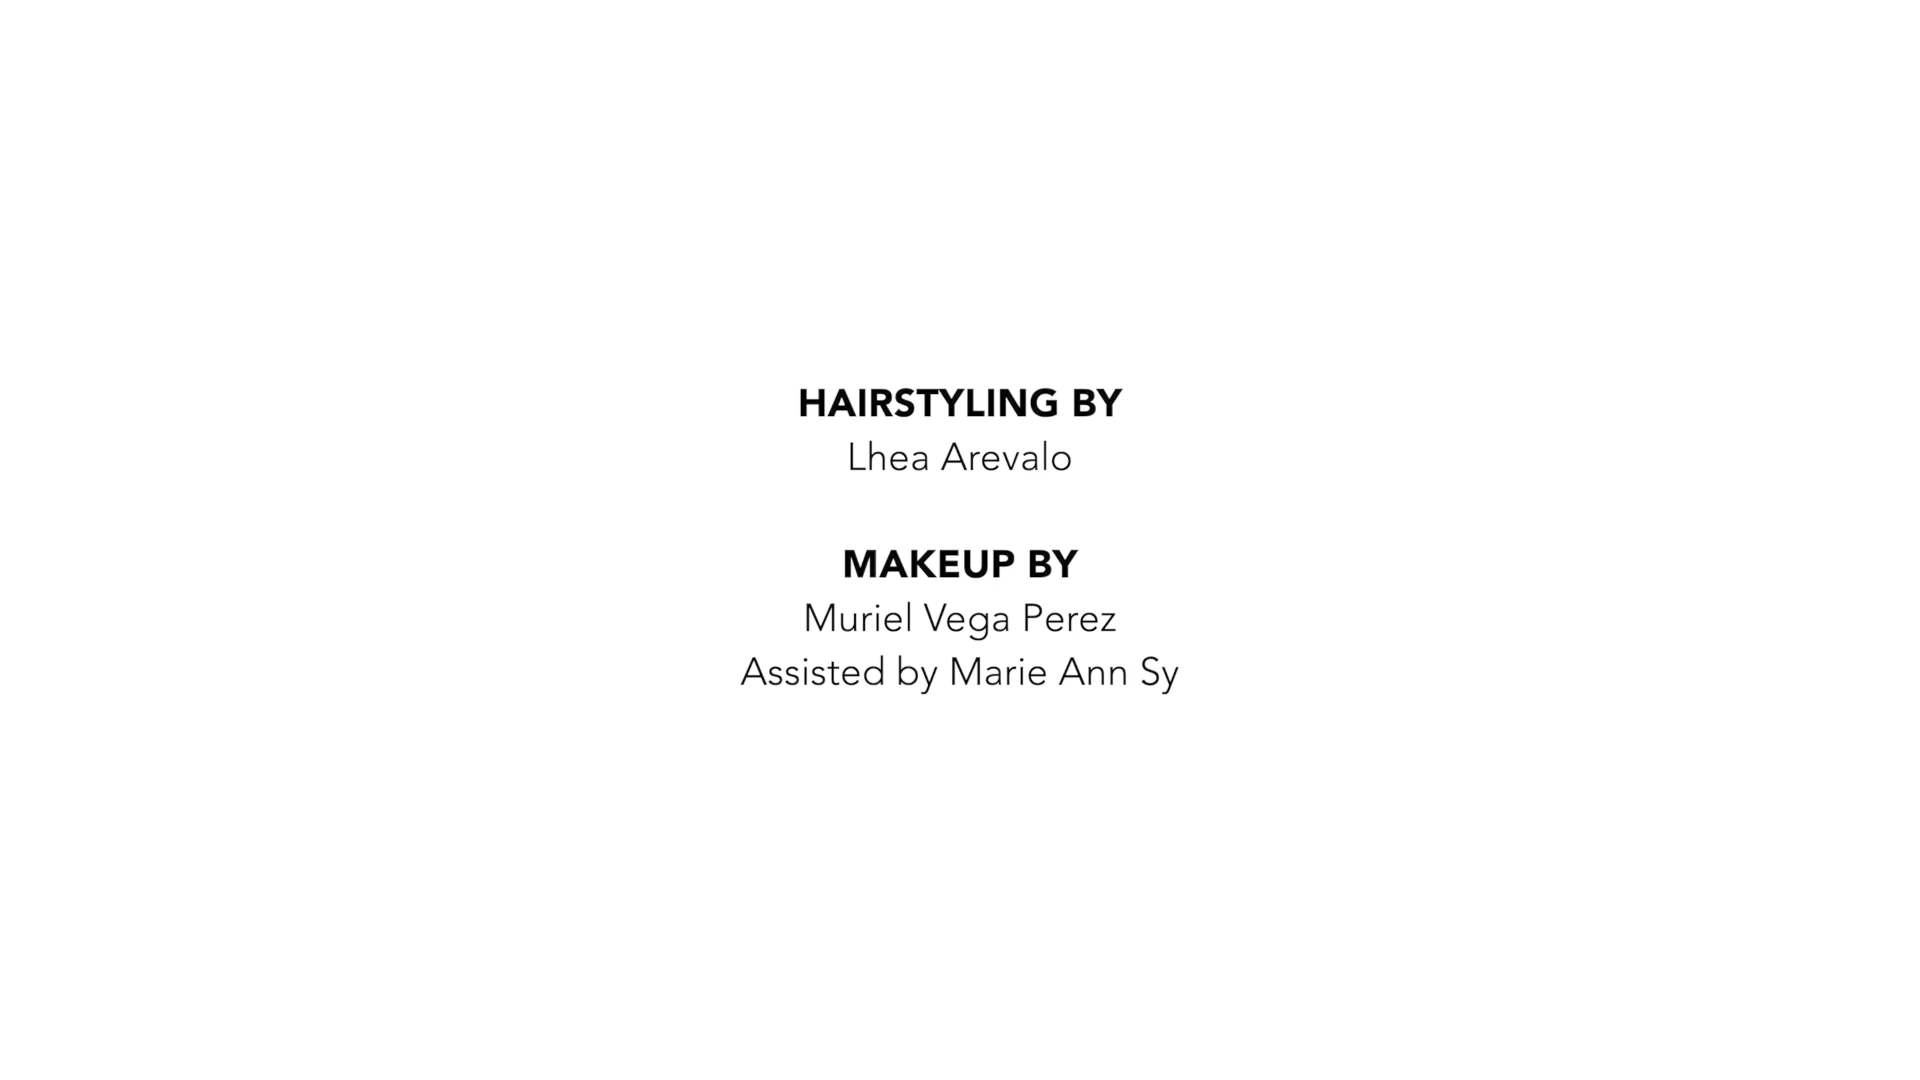 HAIRSTYLING BY
Lhea Arevalo
MAKEUP BY
Muriel Vega Perez
Assisted by Marie Ann Sy